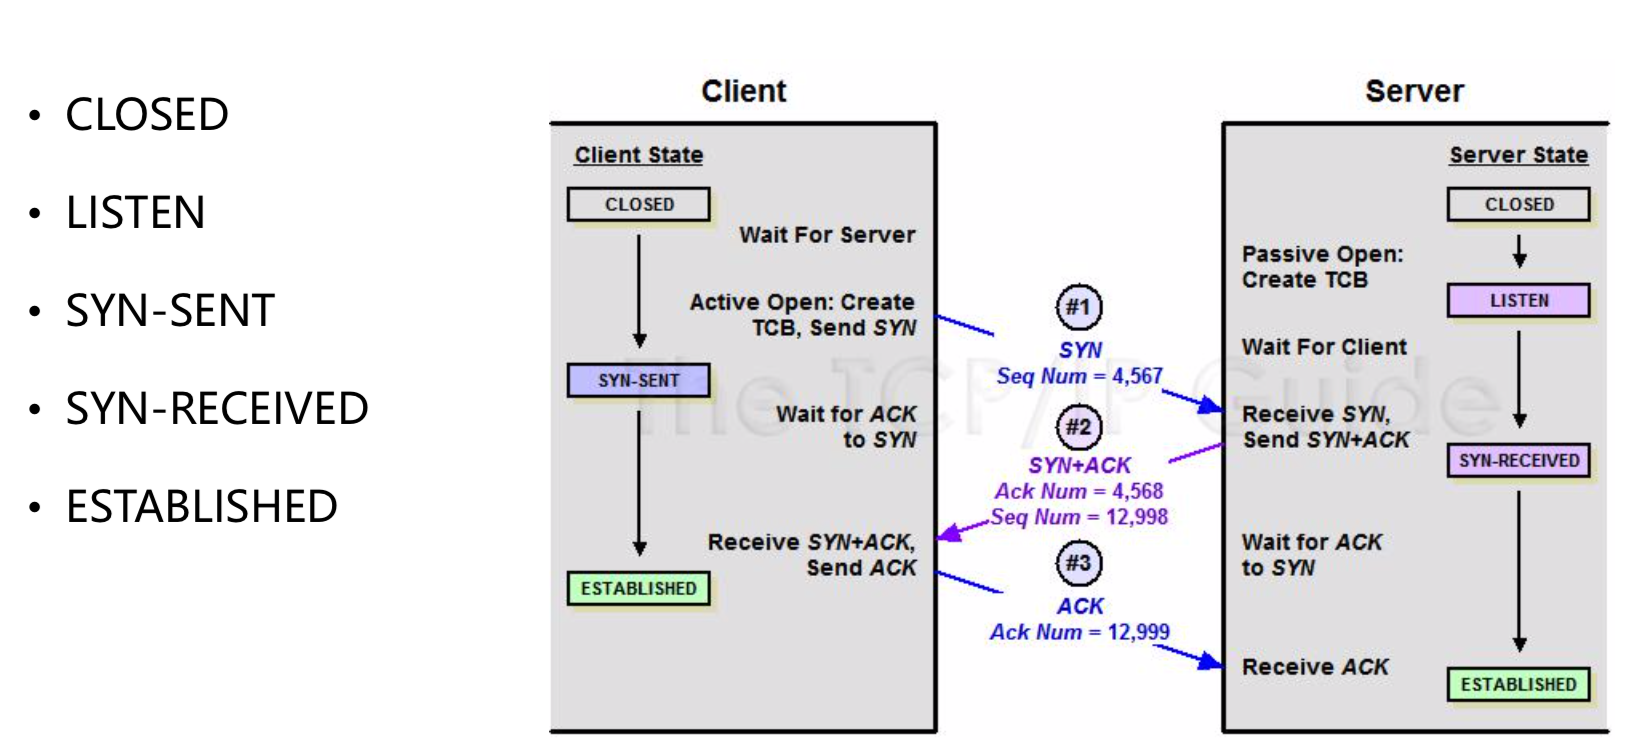 • CLOSED
• LISTEN
• SYN-SENT
• SYN-RECEIVED
• ESTABLISHED
Client
Client State
CLOSED
Wait For Server
Active Open: Create
TCB, Send SYN
SYN-SENT
Wait for ACK
to SYN
Receive SYN+ACK,
Send ACK
ESTABLISHED
#1
SYN
Seq Num = 4,567
#2
SYN+ACK
Ack Num = 4,568
Seq Num = 12,998
#3
ACK
Ack Num = 12,999
Server
Server State
CLOSED
Passive Open:
Create TCB
LISTEN
Wait For Client
Receive SYN,
Send SYN+ACK
SYN-RECEIVED
Wait for ACK
to SYN
Receive ACK
ESTABLISHED
The TCP/IP Guide